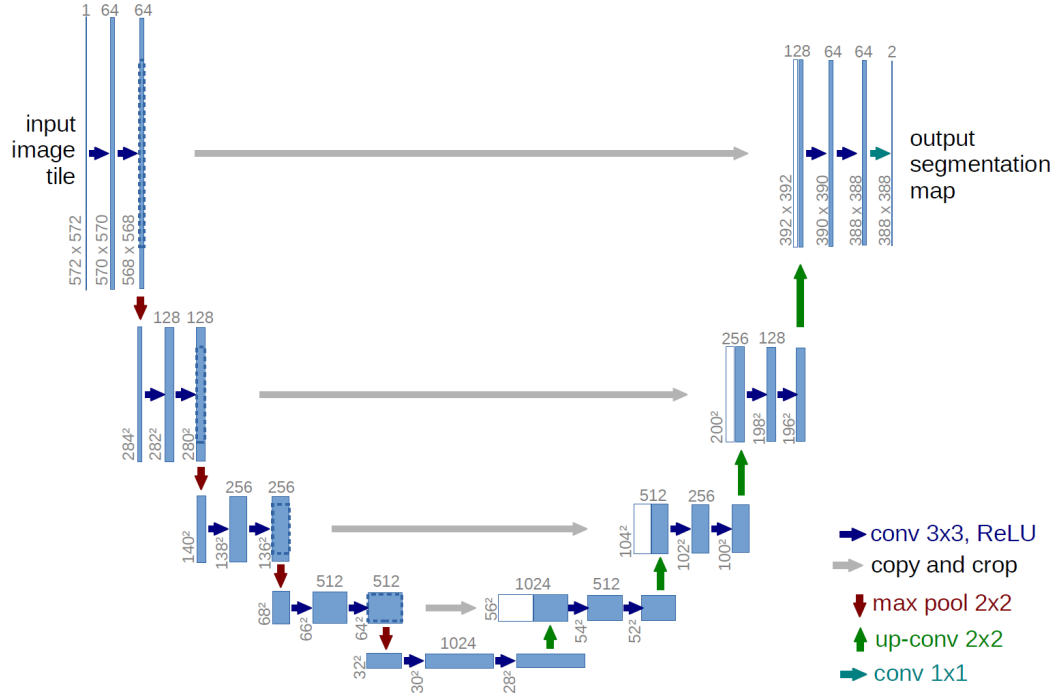 1 64 64
128 64 64 2
input
image
tile
output
segmentation
map
572 x 572
570 x 570
568 x 568
392 x 392
390 x 390
388 x 388
388 x 388
128 128
256 128
284²
282²
280²
200²
198²
196²
256 256
512 256
140²
138²
136²
104²
102²
100²
512 512
1024 512
68²
66²
64²
56²
54²
52²
1024
32²
30²
28²
conv 3x3, ReLU
copy and crop
max pool 2x2
up-conv 2x2
conv 1x1